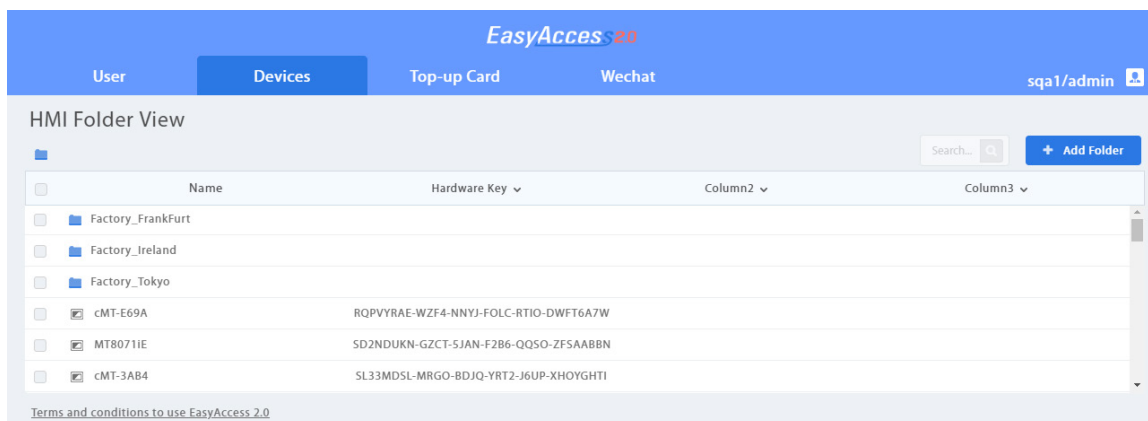 EasyAccess 2.0
User Devices Top-up Card Wechat sqa1/admin
HMI Folder View
Search... + Add Folder
Name Hardware Key Column2 Column3
Factory_FrankFurt
Factory_Ireland
Factory_Tokyo
cMT-E69A RQPVYRAE-WZF4-NNYJ-FOLC-RTIO-DWFT6A7W
MT8071iE SD2NDUKN-GZCT-5JAN-F2B6-QQSO-ZFSAABBN
cMT-3AB4 SL33MDSL-MRGO-BDJQ-YRT2-J6UP-XHOYGHTI
Terms and conditions to use EasyAccess 2.0